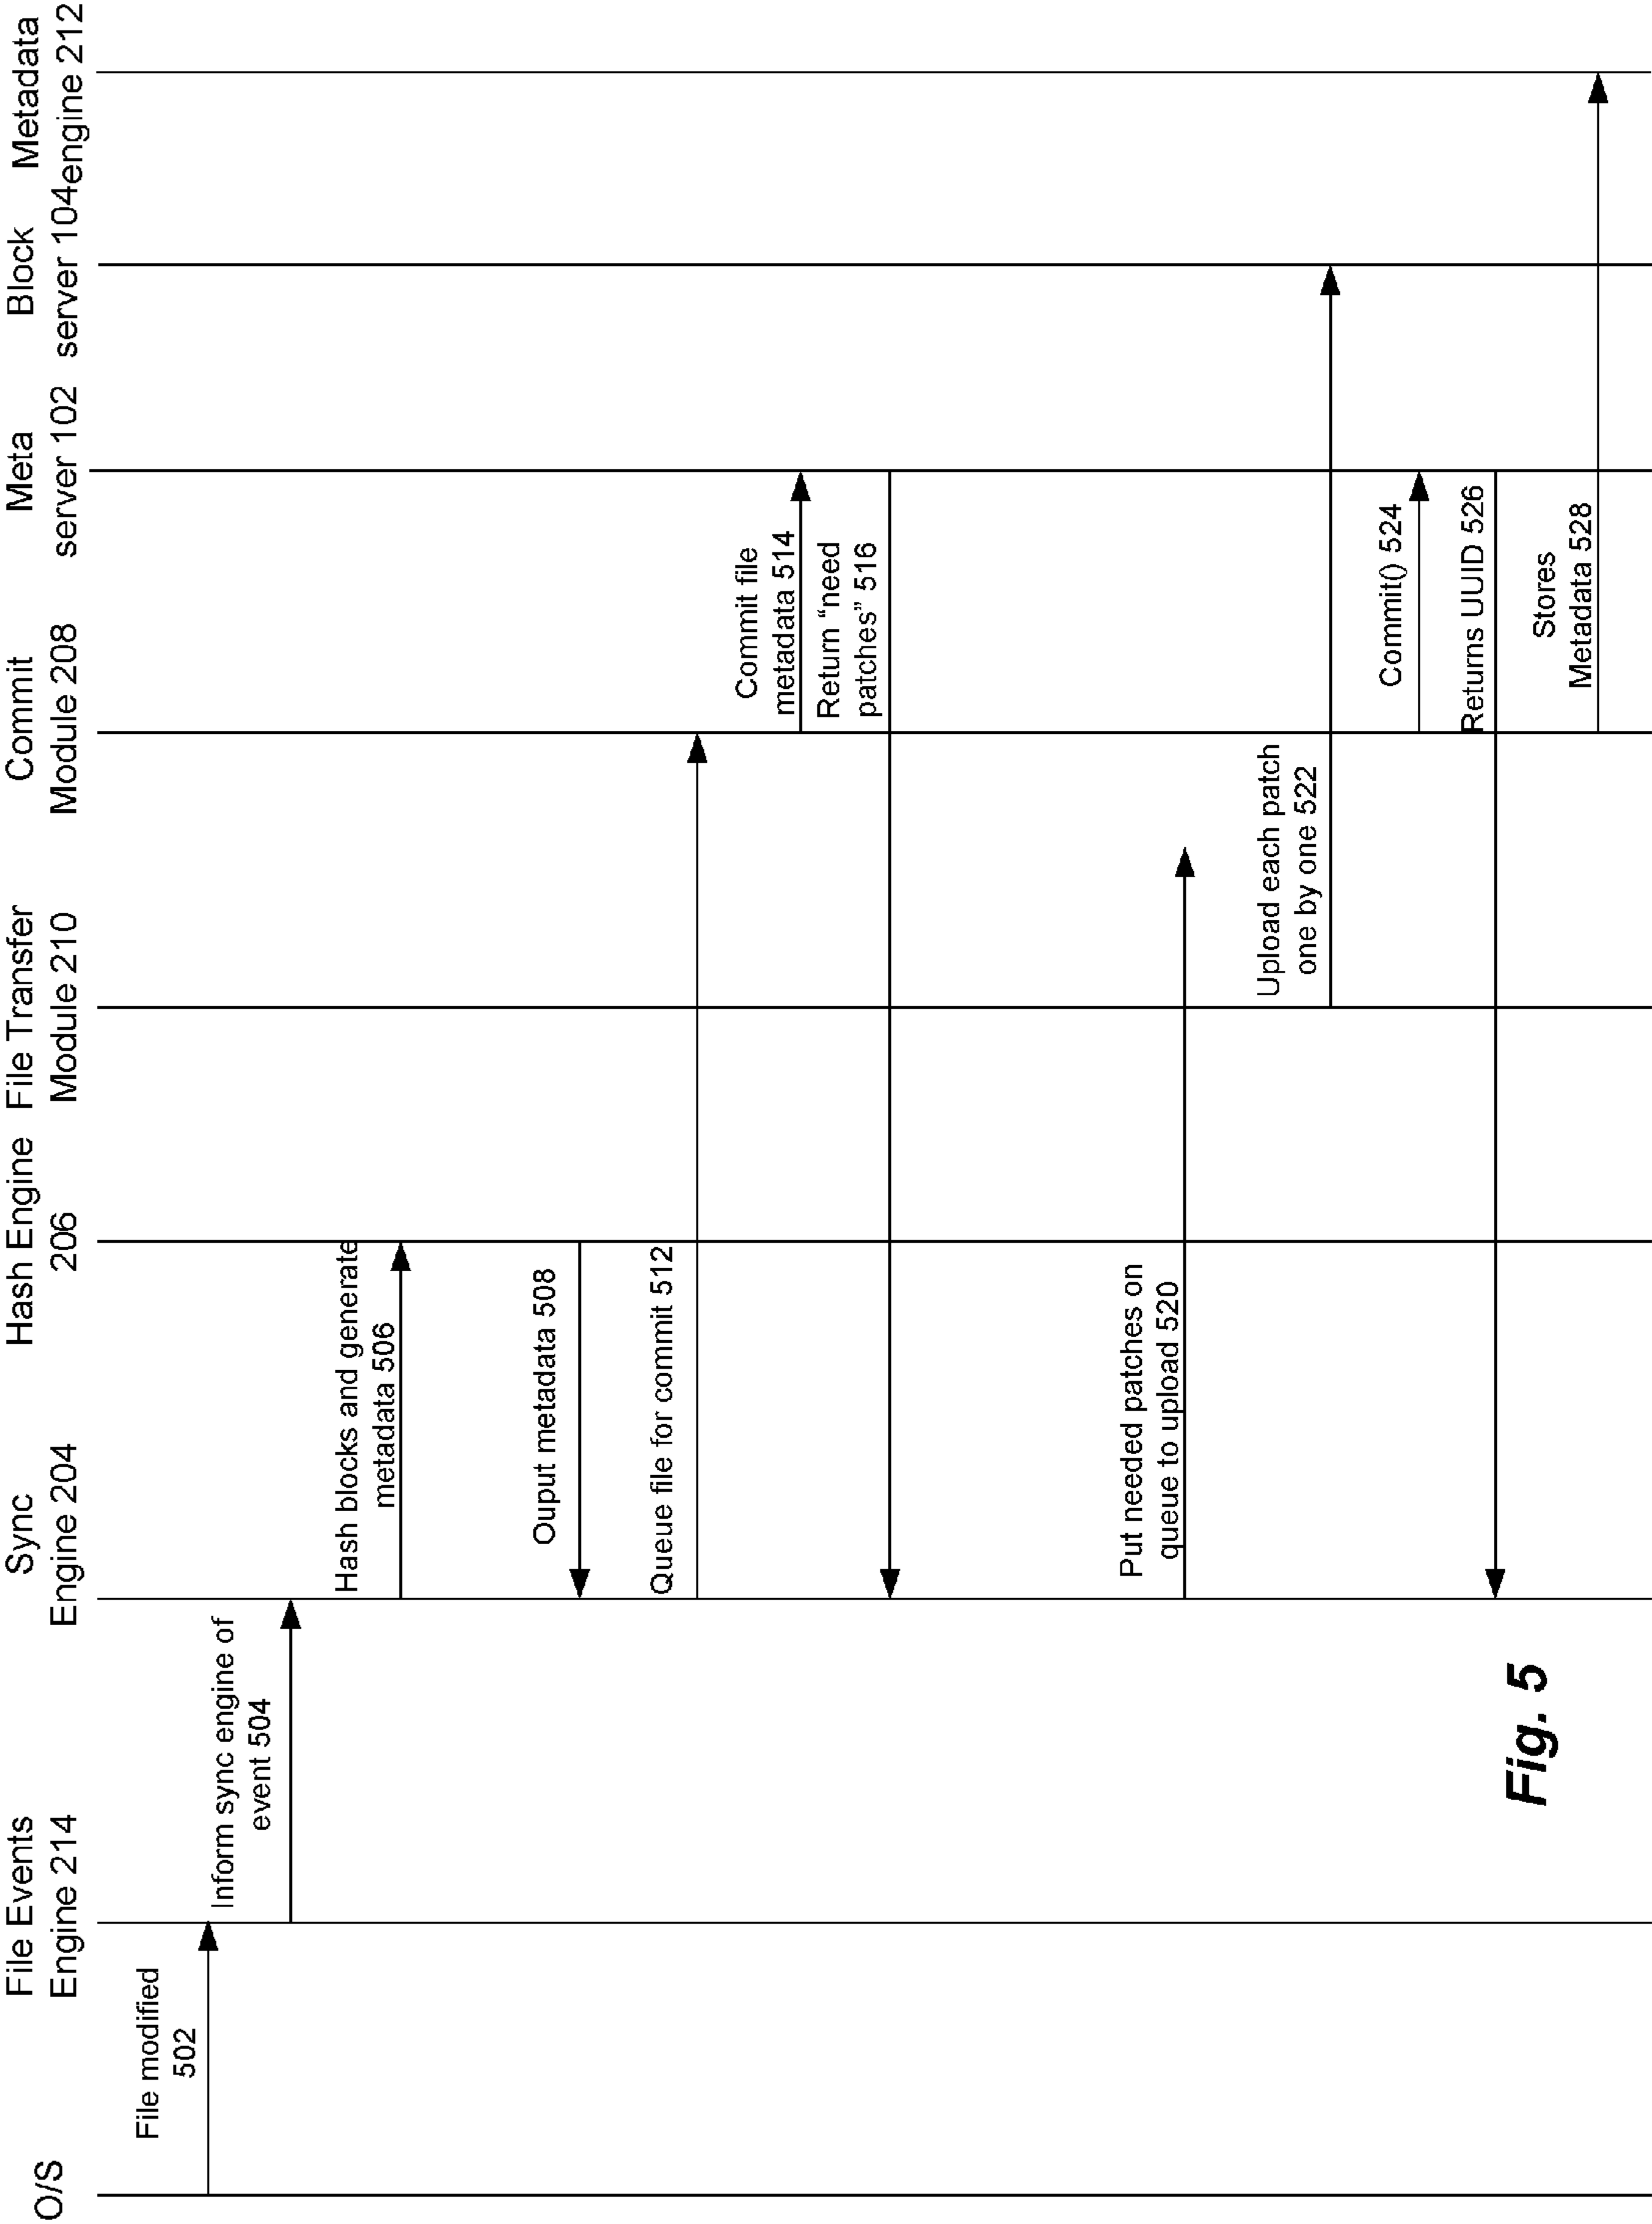 O/S
File Events
Engine 214
Sync
Engine 204
Hash Engine
206
File Transfer
Module 210
Commit
Module 208
Meta
server 102
Block
server 104
Metadata
engine 212
File modified
502
Inform sync engine of
event 504
Hash blocks and generate
metadata 506
Ouput metadata 508
Queue file for commit 512
Commit file
metadata 514
Return “need
patches” 516
Put needed patches on
queue to upload 520
Upload each patch
one by one 522
Commit() 524
Returns UUID 526
Stores
Metadata 528
Fig. 5